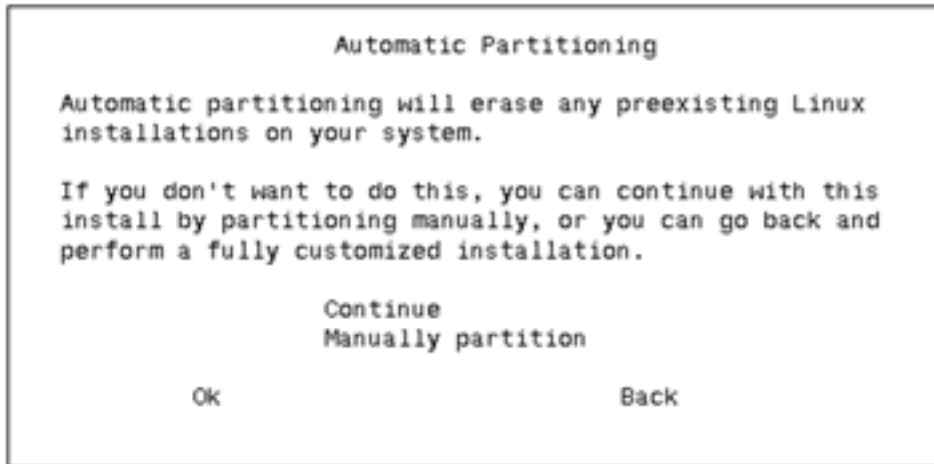 Automatic Partitioning
Automatic partitioning will erase any preexisting Linux
installations on your system.
If you don't want to do this, you can continue with this
install by partitioning manually, or you can go back and
perform a fully customized installation.
Continue
Manually partition
Ok Back